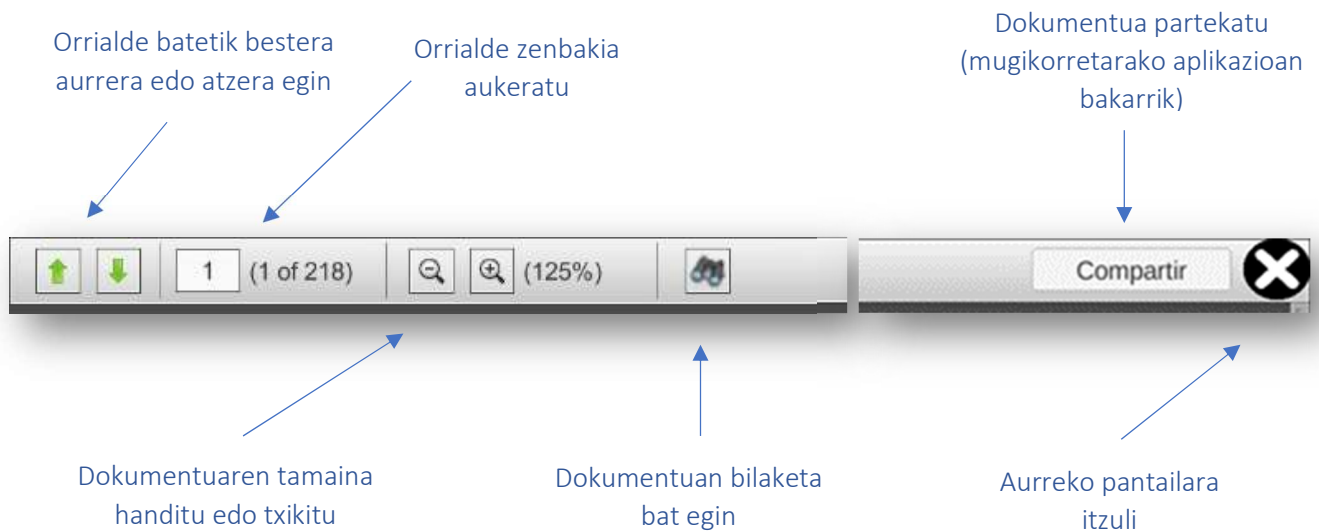 Dokumentua partekatu
(mugikorretarako aplikazioan
bakarrik)
Orrialde batetik bestera
aurrera edo atzera egin
Orrialde zenbakia
aukeratu
1 (1 of 218) (125%) Compartir
Dokumentuaren tamaina
handitu edo txikitu
Dokumentuan bilaketa
bat egin
Aurreko pantailara
itzuli